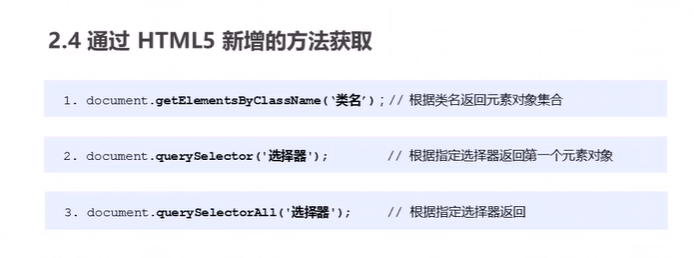 2.4 通过 HTML5 新增的方法获取
1. document.getElementsByClassName('类名'); // 根据类名返回元素对象集合
2. document.querySelector('选择器'); // 根据指定选择器返回第一个元素对象
3. document.querySelectorAll('选择器'); // 根据指定选择器返回